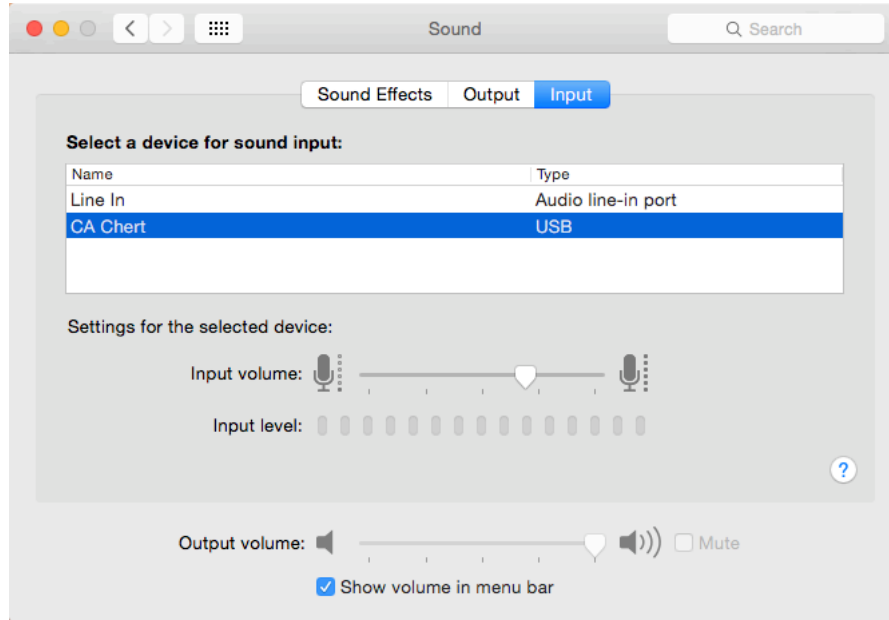 Sound
Search
Sound Effects Output Input
Select a device for sound input:
Name Type
Line In Audio line-in port
CA Chert USB
Settings for the selected device:
Input volume:
Input level:
?
Output volume: Mute
Show volume in menu bar